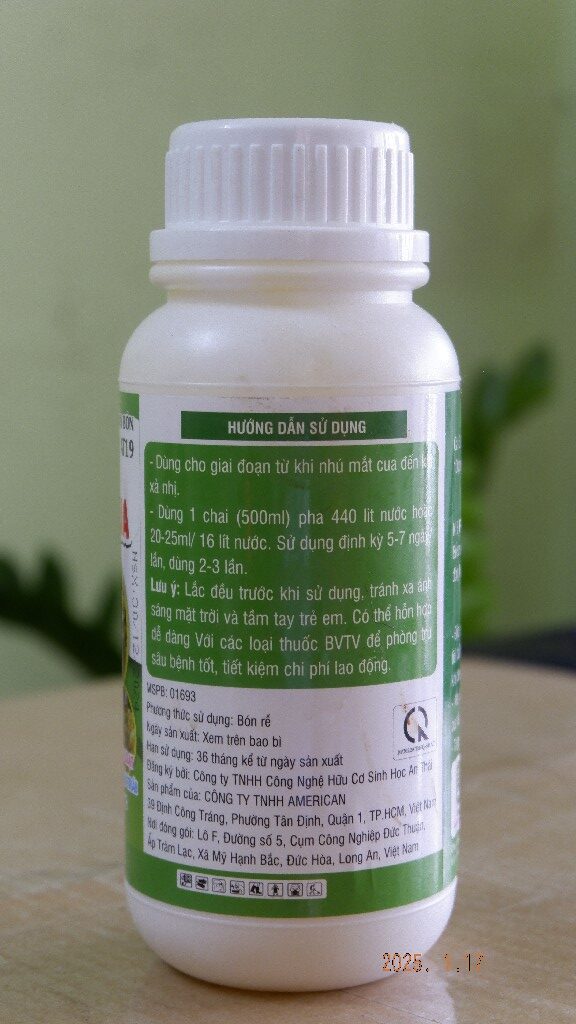 HƯỚNG DẪN SỬ DỤNG
- Dùng cho giai đoạn từ khi nhú mắt cua đến
xả nhị.
- Dùng 1 chai (500ml) pha 440 lít nước hoặc
20-25ml/ 16 lít nước. Sử dụng định kỳ 5-7 ngày/
lần, dùng 2-3 lần.
Lưu ý: Lắc đều trước khi sử dụng, tránh xa ánh
sáng mặt trời và tầm tay trẻ em. Có thể hỗn hợp
dễ dàng Với các loại thuốc BVTV để phòng trừ
sâu bệnh tốt, tiết kiệm chi phí lao động.
MSPB: 01693
Phương thức sử dụng: Bón rễ
Ngày sản xuất: Xem trên bao bì
Hạn sử dụng: 36 tháng kể từ ngày sản xuất
Đăng ký bởi: Công ty TNHH Công Nghệ Hữu Cơ Sinh Học An Thái
Sản phẩm của: CÔNG TY TNHH AMERICAN
39 Đinh Công Tráng, Phường Tân Định, Quận 1, TP.HCM, Việt Nam
Nơi đóng gói: Lô F, Đường số 5, Cụm Công Nghiệp Đức Thuận,
Ấp Tràm Lạc, Xã Mỹ Hạnh Bắc, Đức Hòa, Long An, Việt Nam
2025. 1.17